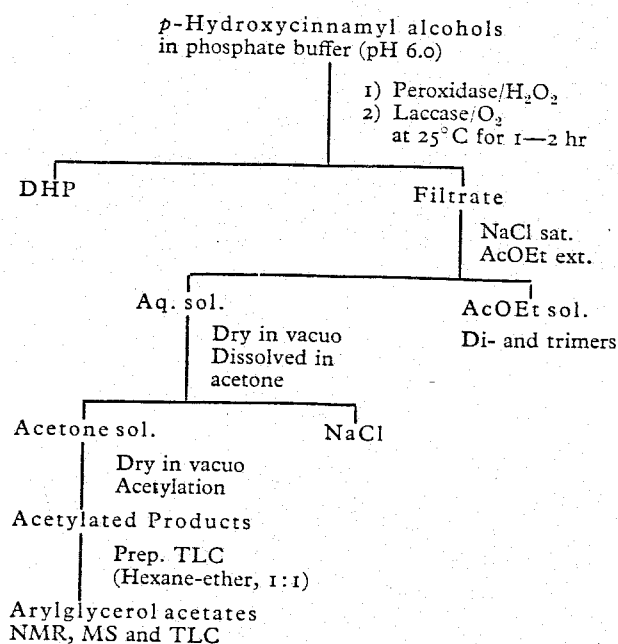 p-Hydroxycinnamyl alcohols
in phosphate buffer (pH 6.0)
1) Peroxidase/H₂O₂
2) Laccase/O₂
at 25°C for 1—2 hr
DHP
Filtrate
NaCl sat.
AcOEt ext.
Aq. sol.
AcOEt sol.
Di- and trimers
Dry in vacuo
Dissolved in
acetone
Acetone sol.
NaCl
Dry in vacuo
Acetylation
Acetylated Products
Prep. TLC
(Hexane-ether, 1:1)
Arylglycerol acetates
NMR, MS and TLC